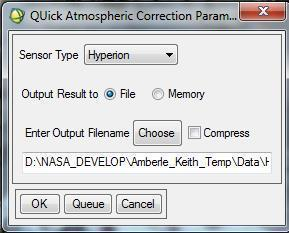 QUick Atmospheric Correction Param...
Sensor Type Hyperion
Output Result to File Memory
Enter Output Filename Choose Compress
D:\NASA_DEVELOP\Amberle_Keith_Temp\Data\H
OK Queue Cancel